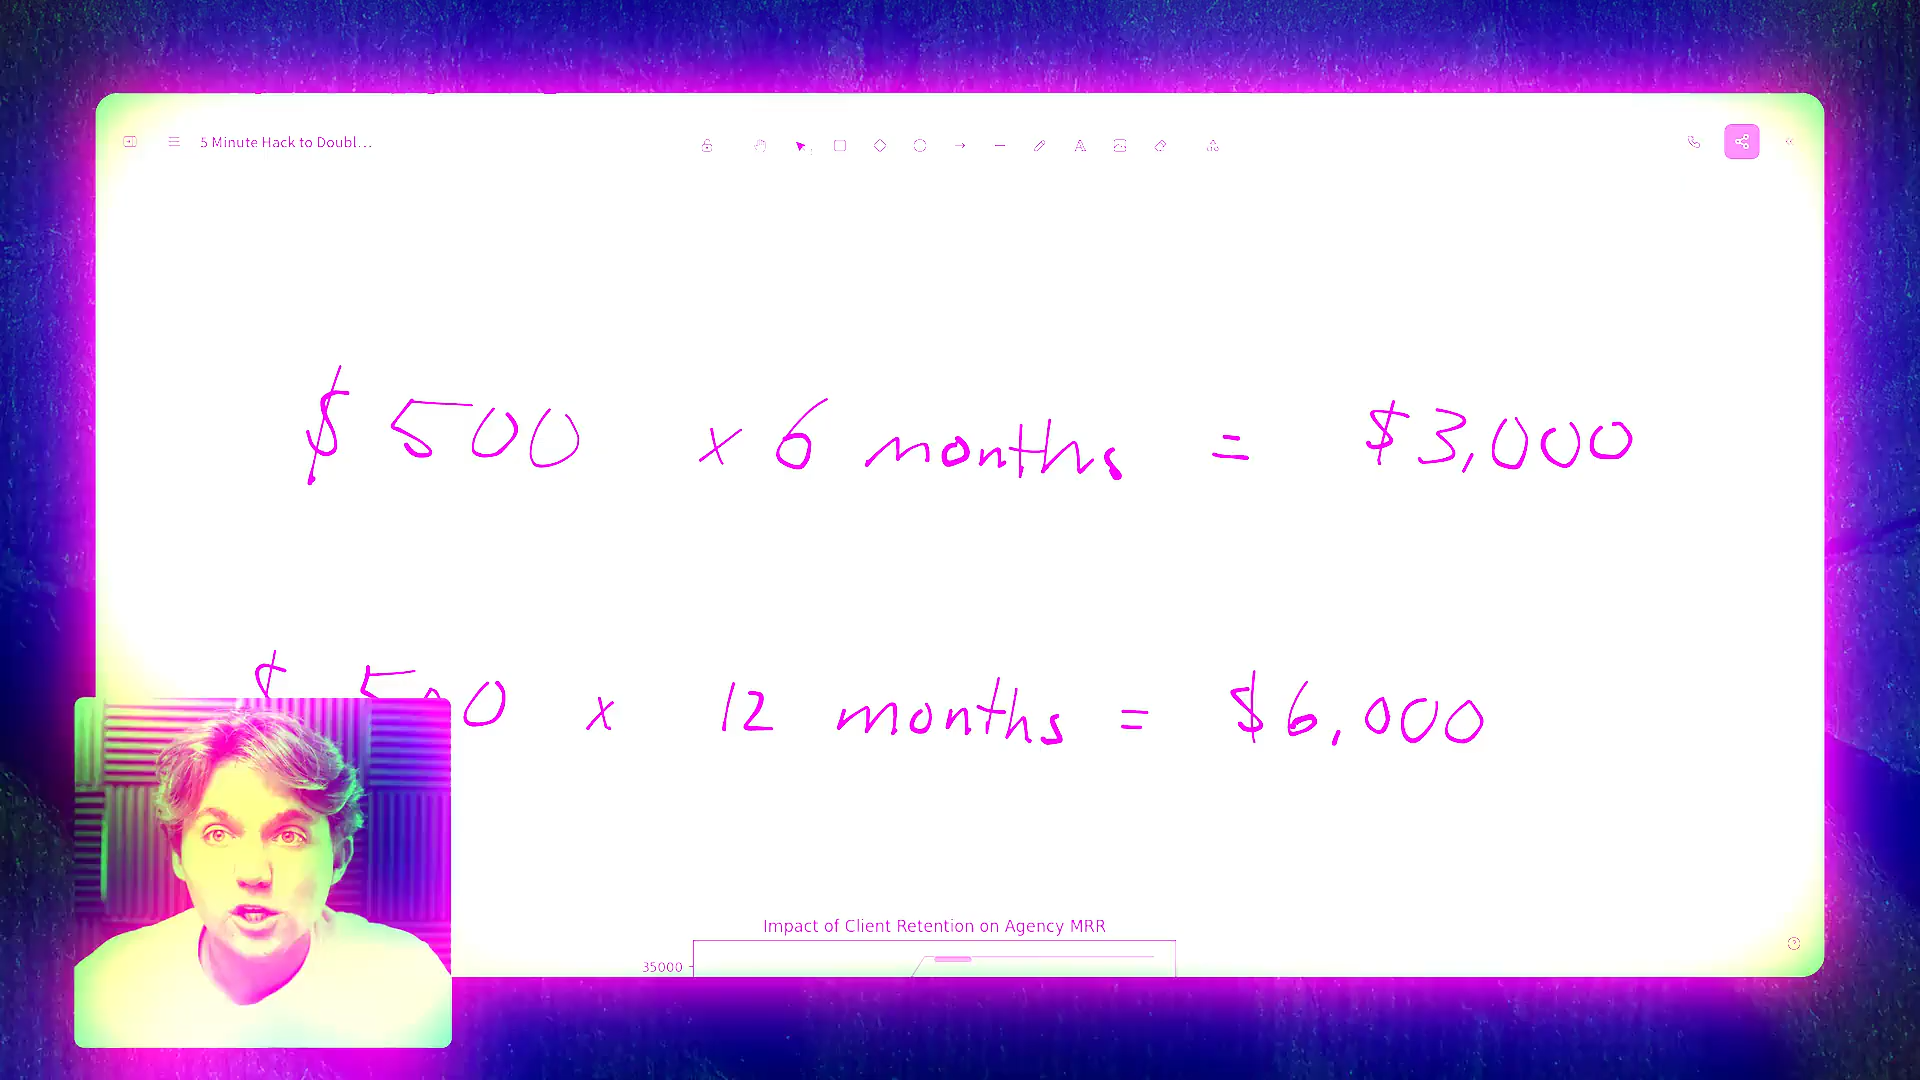 5 Minute Hack to Doubl...
$ 500 x 6 months = $3,000
$ 500 x 12 months = $6,000
Impact of Client Retention on Agency MRR
35000